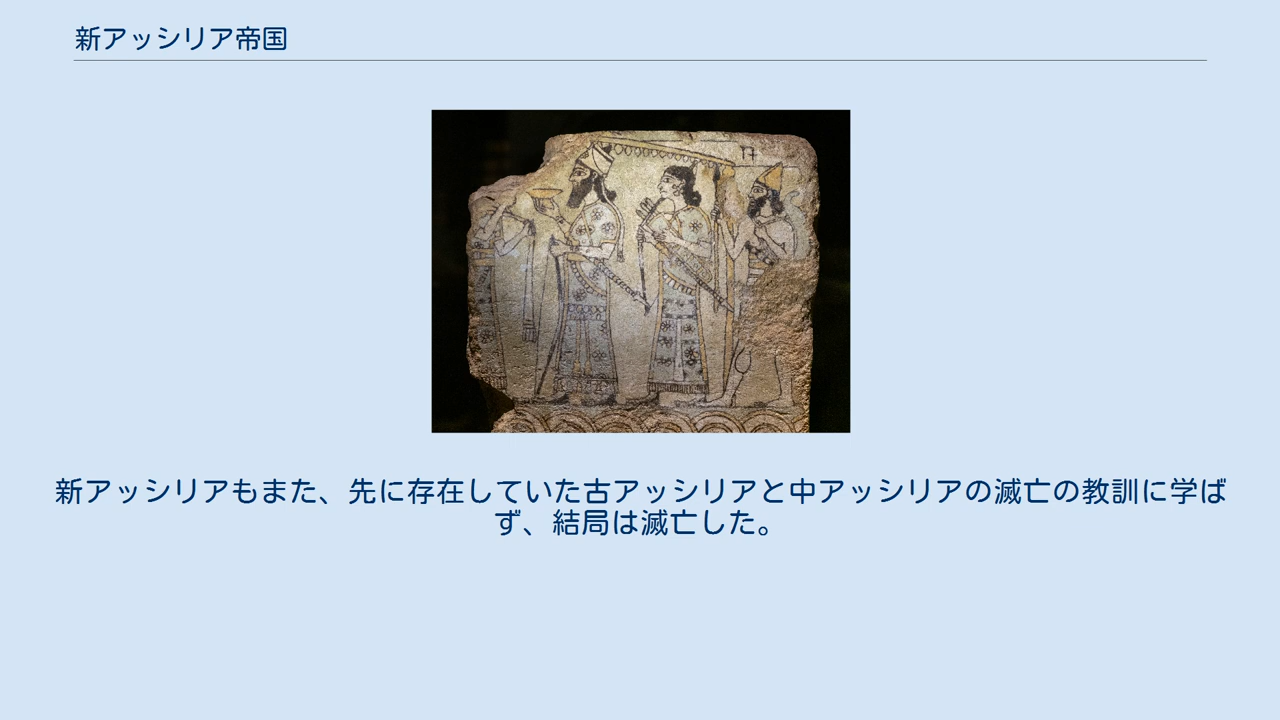 新アッシリア帝国
新アッシリアもまた、先に存在していた古アッシリアと中アッシリアの滅亡の教訓に学ば
ず、結局は滅亡した。